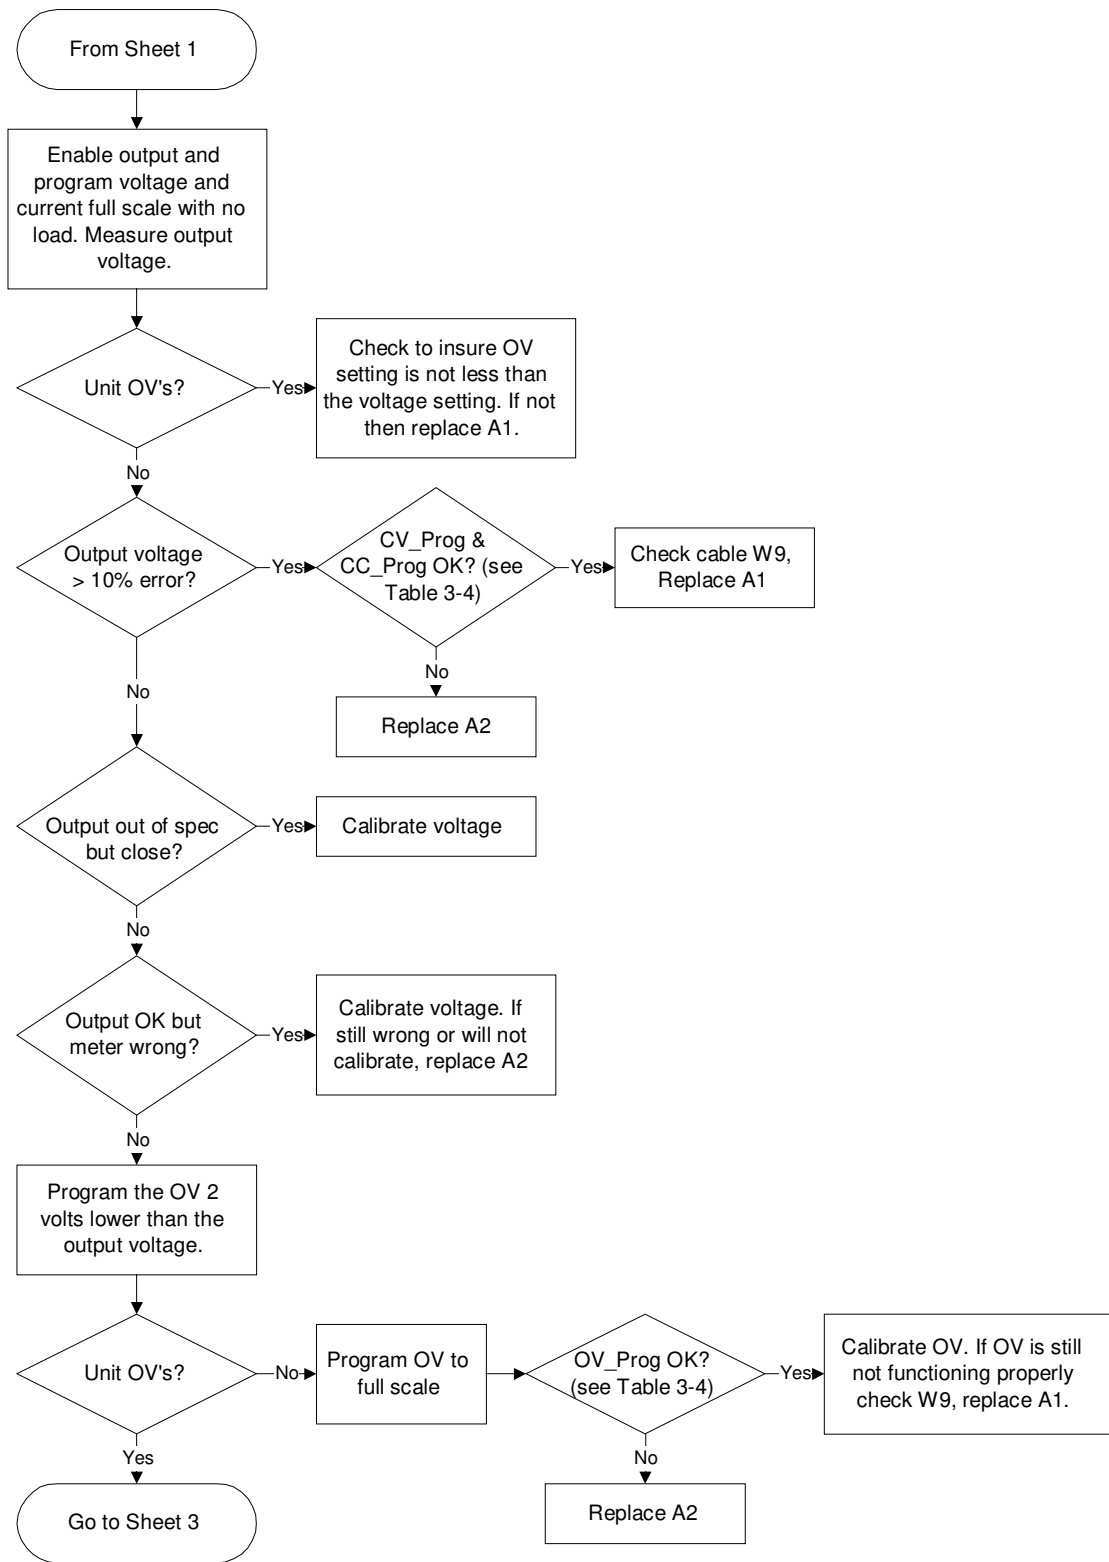 From Sheet 1
Enable output and
program voltage and
current full scale with no
load. Measure output
voltage.
Unit OV's?
Yes
Check to insure OV
setting is not less than
the voltage setting. If not
then replace A1.
No
Output voltage
> 10% error?
Yes
CV_Prog &
CC_Prog OK? (see
Table 3-4)
Yes
Check cable W9,
Replace A1
No
Replace A2
No
Output out of spec
but close?
Yes
Calibrate voltage
No
Output OK but
meter wrong?
Yes
Calibrate voltage. If
still wrong or will not
calibrate, replace A2
No
Program the OV 2
volts lower than the
output voltage.
Unit OV's?
No
Program OV to
full scale
OV_Prog OK?
(see Table 3-4)
Yes
Calibrate OV. If OV is still
not functioning properly
check W9, replace A1.
No
Replace A2
Yes
Go to Sheet 3